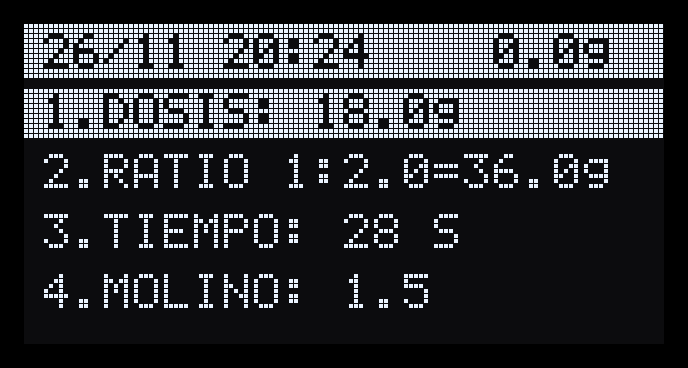 26/11 20:24 0.0g
1.DOSIS: 18.0g
2.RATIO 1:2.0=36.0g
3.TIEMPO: 28 S
4.MOLINO: 1.5